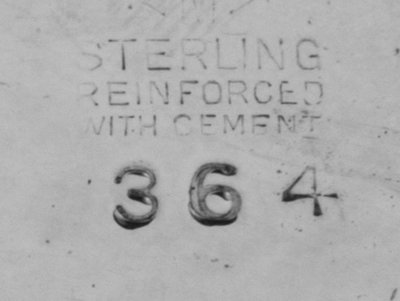 STERLING
REINFORCED
WITH CEMENT
364